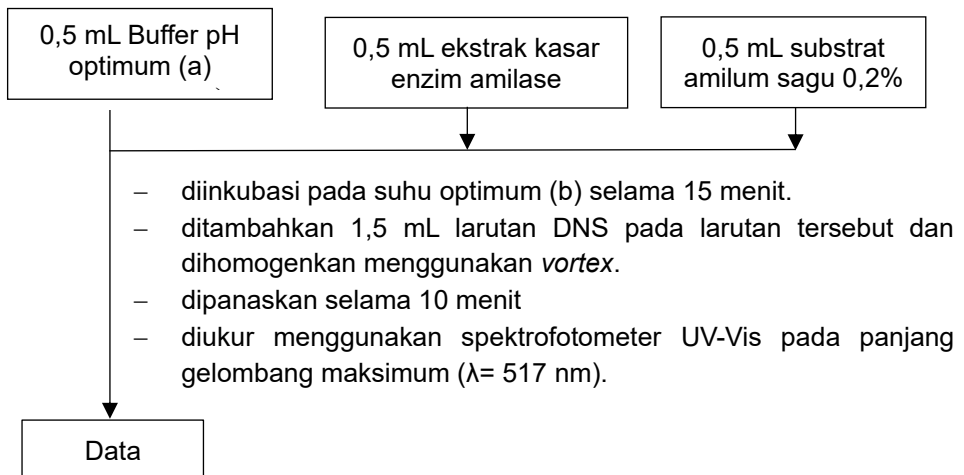 0,5 mL Buffer pH
optimum (a)
0,5 mL ekstrak kasar
enzim amilase
0,5 mL substrat
amilum sagu 0,2%
– diinkubasi pada suhu optimum (b) selama 15 menit.
– ditambahkan 1,5 mL larutan DNS pada larutan tersebut dan
dihomogenkan menggunakan vortex.
– dipanaskan selama 10 menit
– diukur menggunakan spektrofotometer UV-Vis pada panjang
gelombang maksimum (λ= 517 nm).
Data